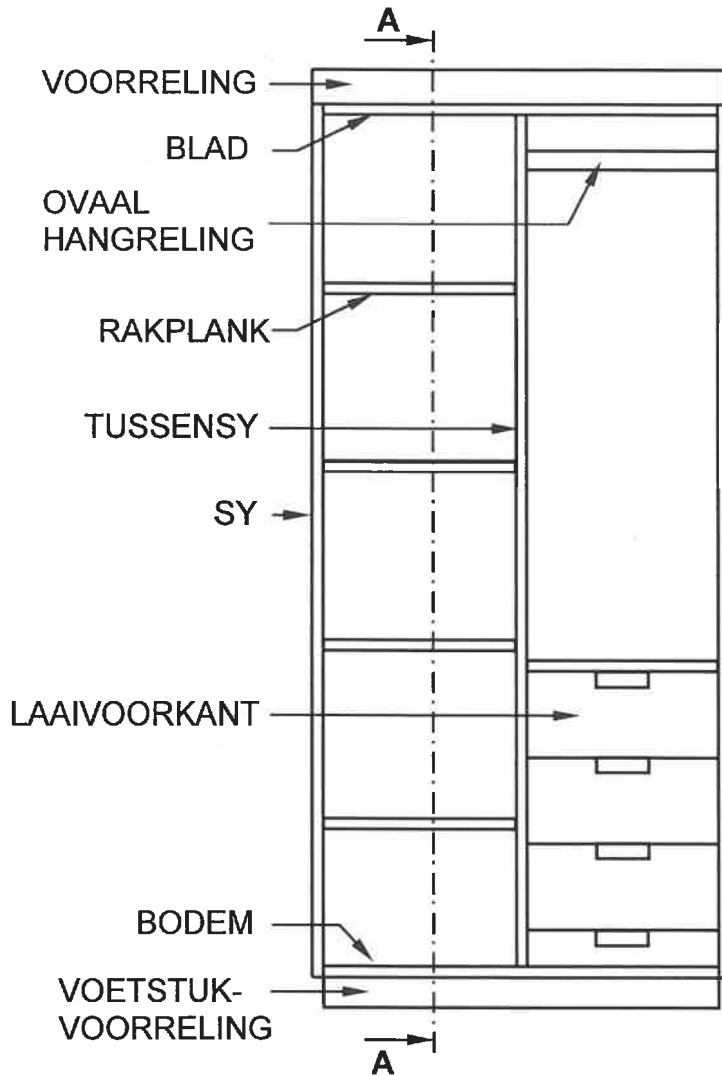 A
VOORRELING
BLAD
OVAAL
HANGRELING
RAKPLANK
TUSSENSY
SY
LAAIVOORKANT
BODEM
VOETSTUK-
VOORRELING
A